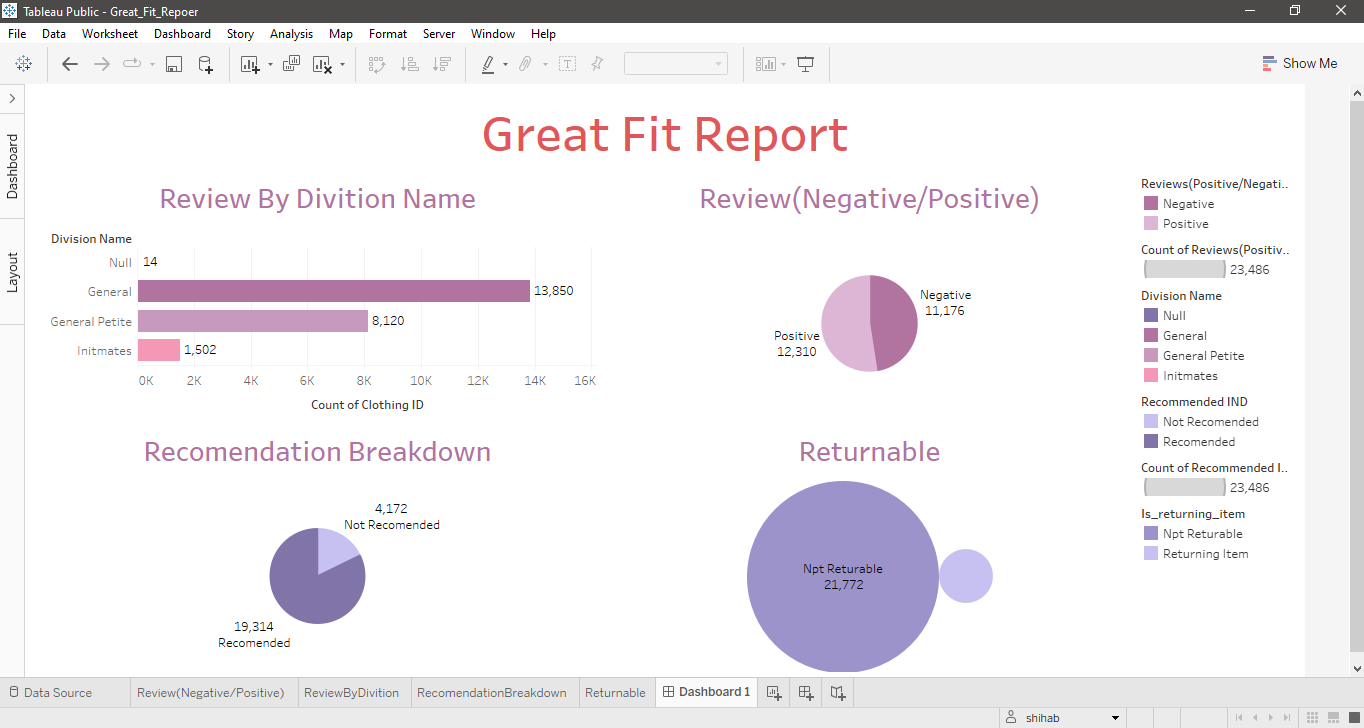 Tableau Public - Great_Fit_Repoer
File Data Worksheet Dashboard Story Analysis Map Format Server Window Help
Show Me
Dashboard
Layout
Great Fit Report
Review By Divition Name
Division Name
Null 14
General 13,850
General Petite 8,120
Initmates 1,502
0K 2K 4K 6K 8K 10K 12K 14K 16K
Count of Clothing ID
Review(Negative/Positive)
Negative
11,176
Positive
12,310
Recomendation Breakdown
4,172
Not Recomended
19,314
Recomended
Returnable
Npt Returable
21,772
Reviews(Positive/Negati..
Negative
Positive
Count of Reviews(Positiv..
23,486
Division Name
Null
General
General Petite
Initmates
Recommended IND
Not Recomended
Recomended
Count of Recommended I..
23,486
Is_returning_item
Npt Returable
Returning Item
Data Source Review(Negative/Positive) ReviewByDivition RecomendationBreakdown Returnable Dashboard 1
shihab